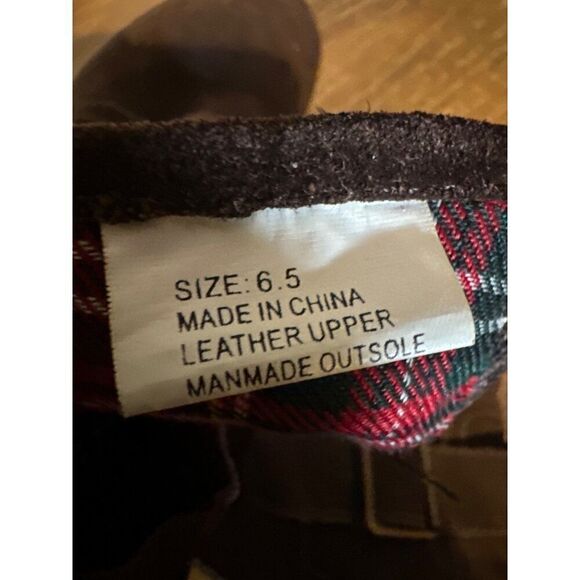 SIZE: 6.5
MADE IN CHINA
LEATHER UPPER
MANMADE OUTSOLE